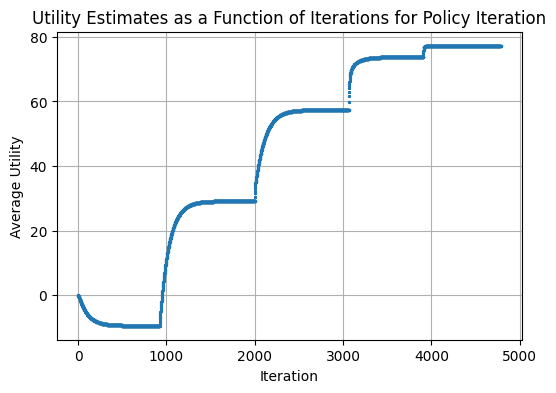 Utility Estimates as a Function of Iterations for Policy Iteration
80
60
40
20
0
Average Utility
0 1000 2000 3000 4000 5000
Iteration